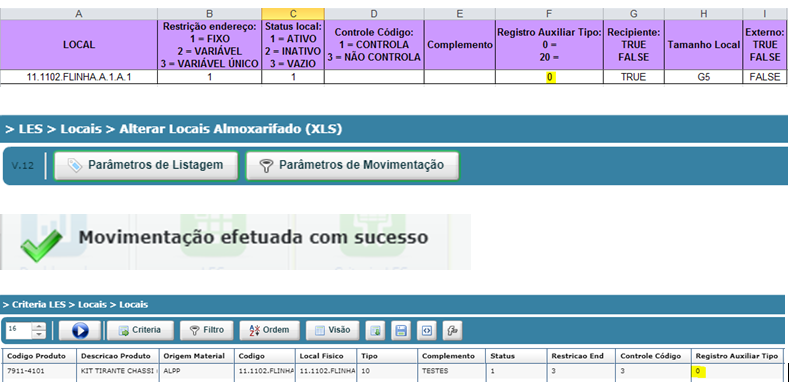 A B C D E F G H I
LOCAL
Restrição endereço:
1 = FIXO
2 = VARIÁVEL
3 = VARIÁVEL ÚNICO
Status local:
1 = ATIVO
2 = INATIVO
3 = VAZIO
Controle Código:
1 = CONTROLA
3 = NÃO CONTROLA
Complemento
Registro Auxiliar Tipo:
0 =
20 =
Recipiente:
TRUE
FALSE
Tamanho Local
Externo:
TRUE
FALSE
11.1102.FLINHA.A.1.A.1 1 1 0 TRUE G5 FALSE
> LES > Locais > Alterar Locais Almoxarifado (XLS)
V.12 Parâmetros de Listagem Parâmetros de Movimentação
Movimentação efetuada com sucesso
> Criteria LES > Locais > Locais
16 Criteria Filtro Ordem Visão
Codigo Produto Descricao Produto Origem Material Codigo Local Fisico Tipo Complemento Status Restricao End Controle Código Registro Auxiliar Tipo
7911-4101 KIT TIRANTE CHASSI ALPP 11.1102.FLINHA 11.1102.FLINHA 10 TESTES 1 3 3 0